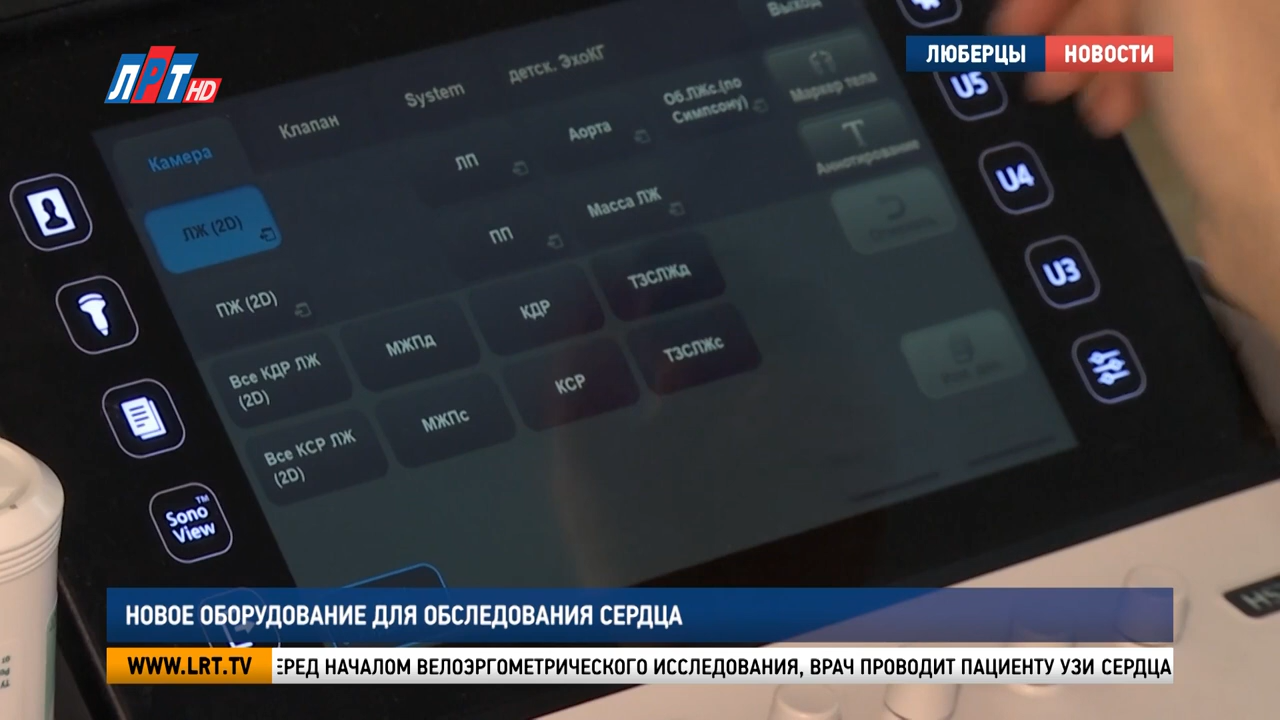 ЛРТ HD
ЛЮБЕРЦЫ НОВОСТИ
Выход
Камера Клапан System детск. ЭхоКГ
Маркер тела
ЛЖ (2D)
ЛП
Аорта
Об.ЛЖс.(по
Симпсону)
Аннотирование
ПЖ (2D)
ПП
Масса ЛЖ
Все КДР ЛЖ
(2D)
МЖПд
КДР
ТЗСЛЖд
Все КСР ЛЖ
(2D)
МЖПс
КСР
ТЗСЛЖс
U5
U4
U3
Sono™
View
НОВОЕ ОБОРУДОВАНИЕ ДЛЯ ОБСЛЕДОВАНИЯ СЕРДЦА
WWW.LRT.TV
ЕРЕД НАЧАЛОМ ВЕЛОЭРГОМЕТРИЧЕСКОГО ИССЛЕДОВАНИЯ, ВРАЧ ПРОВОДИТ ПАЦИЕНТУ УЗИ СЕРДЦА